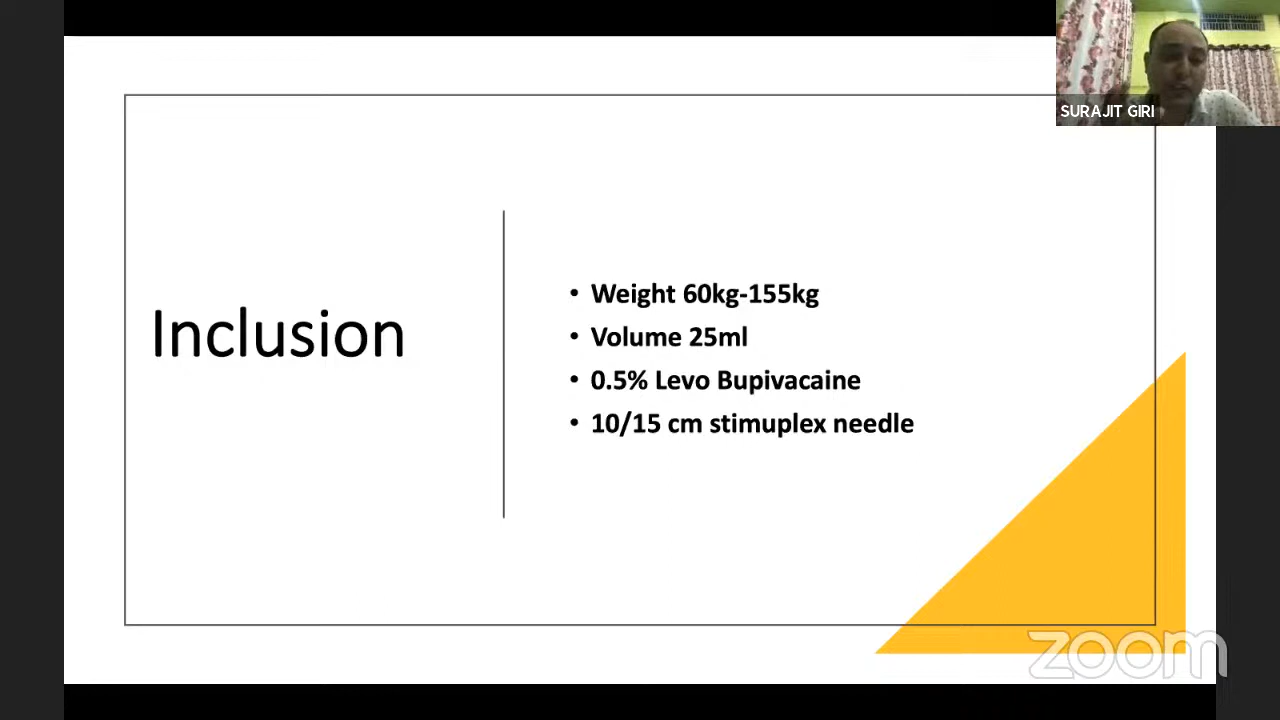 SURAJIT GIRI
Inclusion
• Weight 60kg-155kg
• Volume 25ml
• 0.5% Levo Bupivacaine
• 10/15 cm stimuplex needle
zoom